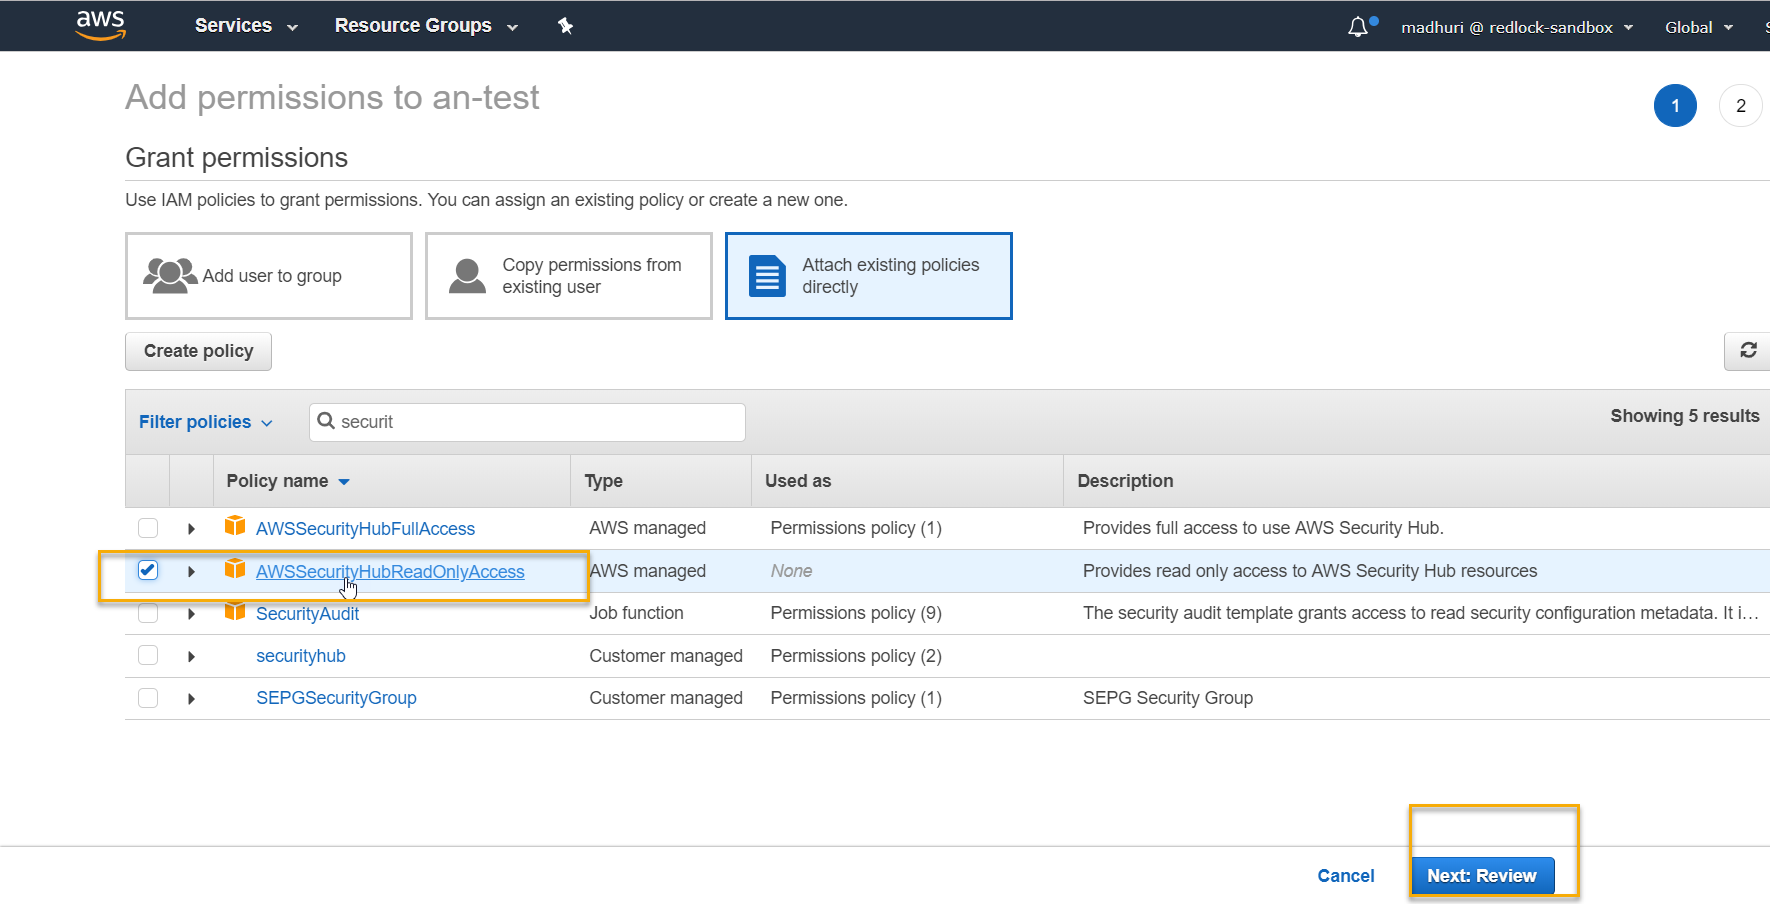 aws Services Resource Groups madhuri @ redlock-sandbox Global
Add permissions to an-test
1 2
Grant permissions
Use IAM policies to grant permissions. You can assign an existing policy or create a new one.
Add user to group
Copy permissions from
existing user
Attach existing policies
directly
Create policy
Filter policies securit Showing 5 results
Policy name Type Used as Description
AWSSecurityHubFullAccess AWS managed Permissions policy (1) Provides full access to use AWS Security Hub.
AWSSecurityHubReadOnlyAccess AWS managed None Provides read only access to AWS Security Hub resources
SecurityAudit Job function Permissions policy (9) The security audit template grants access to read security configuration metadata. It i…
securityhub Customer managed Permissions policy (2)
SEPGSecurityGroup Customer managed Permissions policy (1) SEPG Security Group
Cancel Next: Review